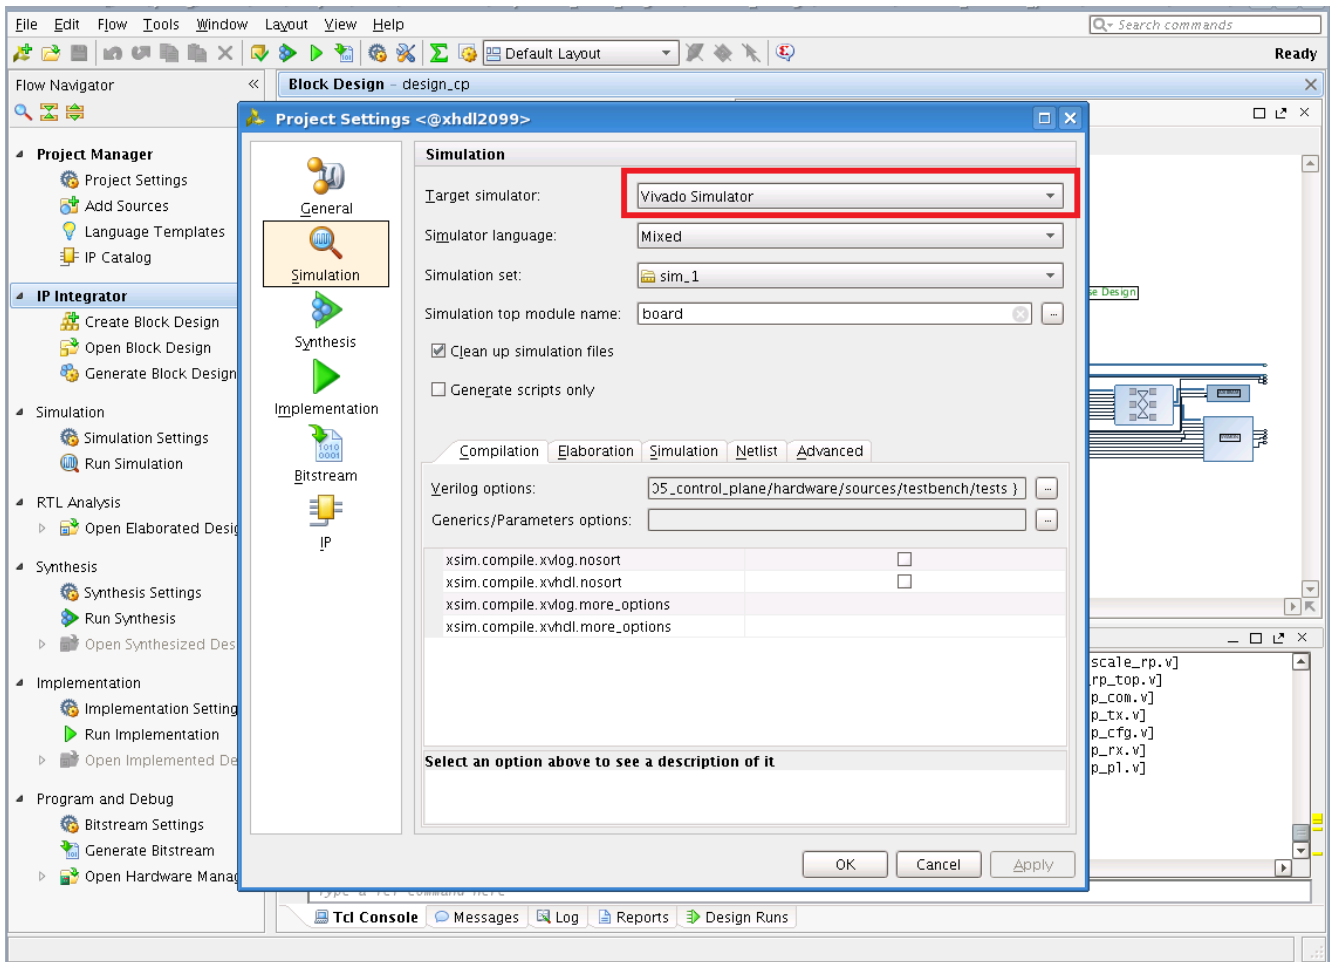 File Edit Flow Tools Window Layout View Help
Search commands
Default Layout
Ready
Flow Navigator
Block Design - design_cp
Project Manager
Project Settings
Add Sources
Language Templates
IP Catalog
IP Integrator
Create Block Design
Open Block Design
Generate Block Design
Simulation
Simulation Settings
Run Simulation
RTL Analysis
Open Elaborated Desig
Synthesis
Synthesis Settings
Run Synthesis
Open Synthesized Des
Implementation
Implementation Setting
Run Implementation
Open Implemented De
Program and Debug
Bitstream Settings
Generate Bitstream
Open Hardware Manag
Project Settings <@xhdl2099>
General
Simulation
Synthesis
Implementation
Bitstream
IP
Simulation
Target simulator: Vivado Simulator
Simulator language: Mixed
Simulation set: sim_1
Simulation top module name: board
Clean up simulation files
Generate scripts only
Compilation Elaboration Simulation Netlist Advanced
Verilog options: 05_control_plane/hardware/sources/testbench/tests }
Generics/Parameters options:
xsim.compile.xvlog.nosort
xsim.compile.xvhdl.nosort
xsim.compile.xvlog.more_options
xsim.compile.xvhdl.more_options
Select an option above to see a description of it
OK Cancel Apply
se Design
scale_rp.v]
rp_top.v]
p_com.v]
p_tx.v]
p_cfg.v]
p_rx.v]
p_pl.v]
Type a Tcl command here
Tcl Console Messages Log Reports Design Runs